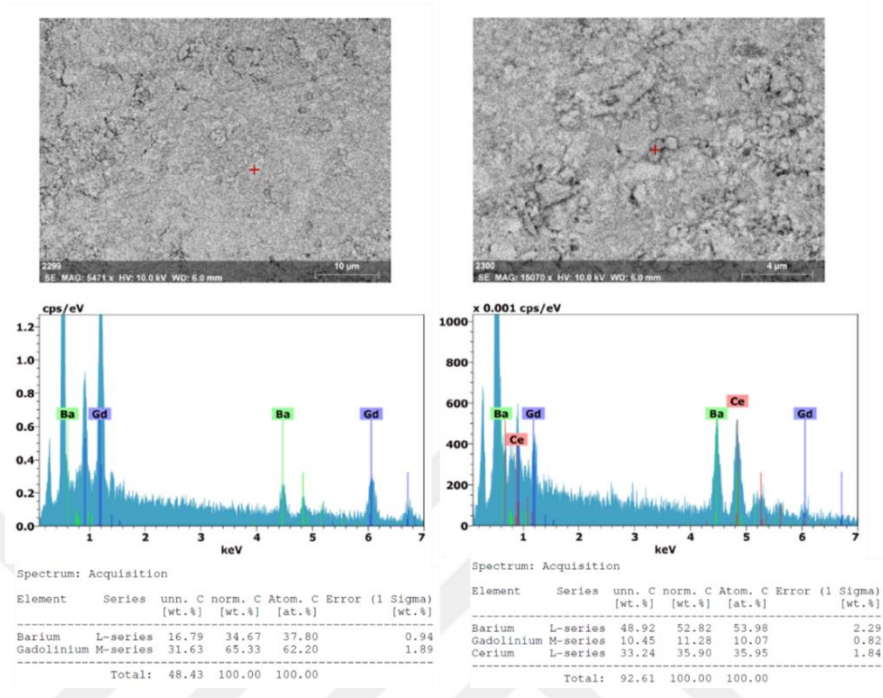 2299
10 µm
SE MAG: 5471 x HV: 10.0 kV WD: 6.0 mm
cps/eV
1.2
1.0
0.8
0.6
0.4
0.2
0.0
Ba
Gd
Ba
Gd
1 2 3 4 5 6 7
keV
Spectrum: Acquisition
Element Series unn. C norm. C Atom. C Error (1 Sigma)
[wt.%] [wt.%] [at.%] [wt.%]
Barium L-series 16.79 34.67 37.80 0.94
Gadolinium M-series 31.63 65.33 62.20 1.89
Total: 48.43 100.00 100.00
2300
4 µm
SE MAG: 15070 x HV: 10.0 kV WD: 6.0 mm
x 0.001 cps/eV
1000
800
600
400
200
0
Ba
Ce
Gd
Ba
Ce
Gd
1 2 3 4 5 6 7
keV
Spectrum: Acquisition
Element Series unn. C norm. C Atom. C Error (1 Sigma)
[wt.%] [wt.%] [at.%] [wt.%]
Barium L-series 48.92 52.82 53.98 2.29
Gadolinium M-series 10.45 11.28 10.07 0.82
Cerium L-series 33.24 35.90 35.95 1.84
Total: 92.61 100.00 100.00